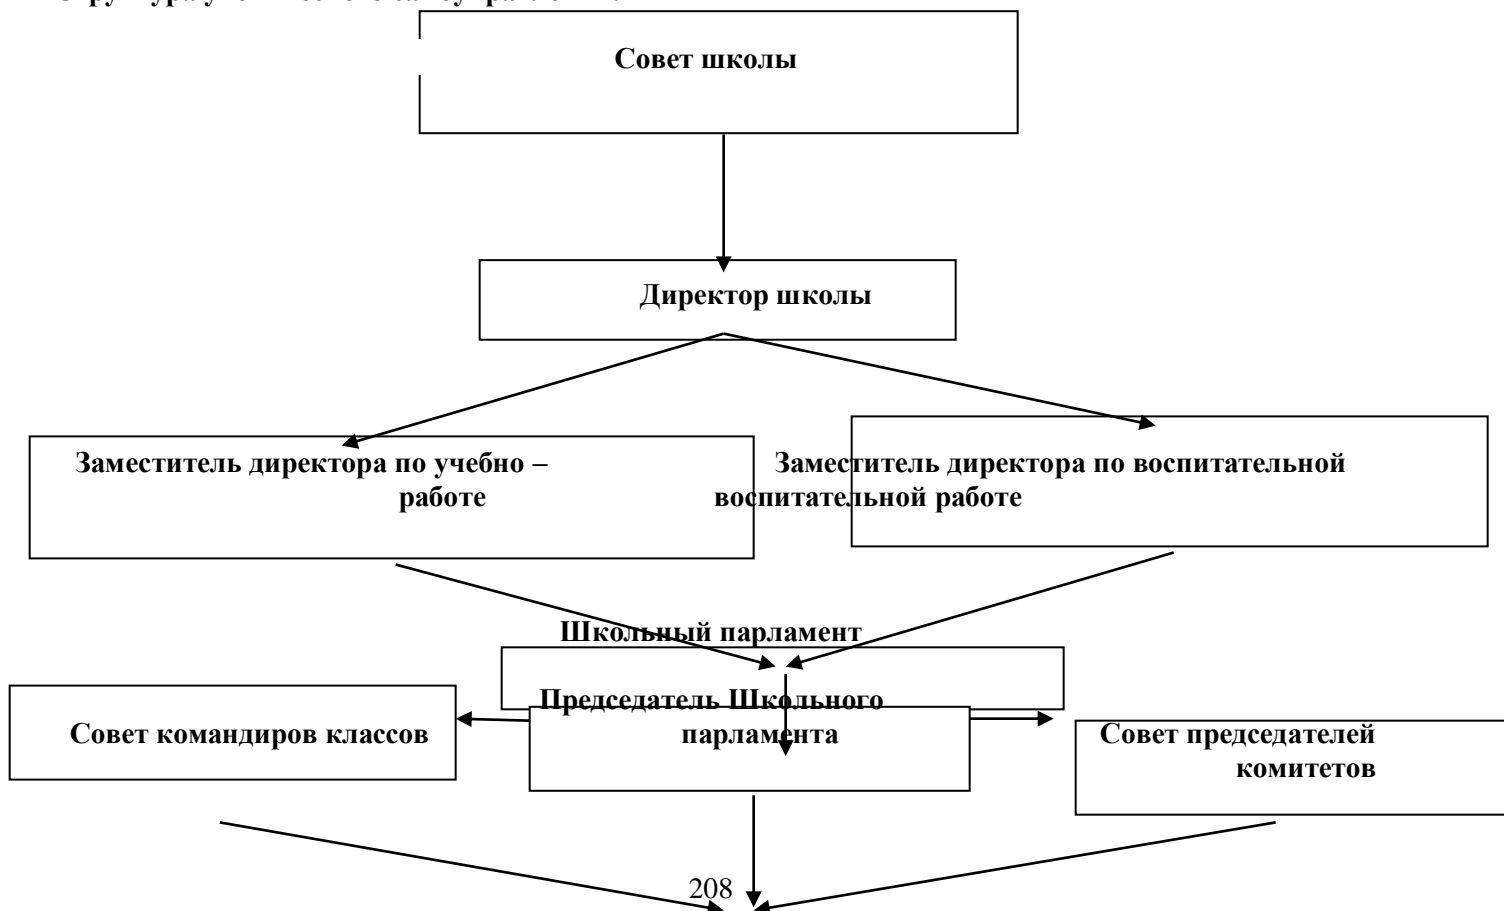 Совет школы
Директор школы
Заместитель директора по учебно – Заместитель директора по воспитательной
работе воспитательной работе
Школьный парламент
Председатель Школьного
парламента
Совет командиров классов
Совет председателей
комитетов
208